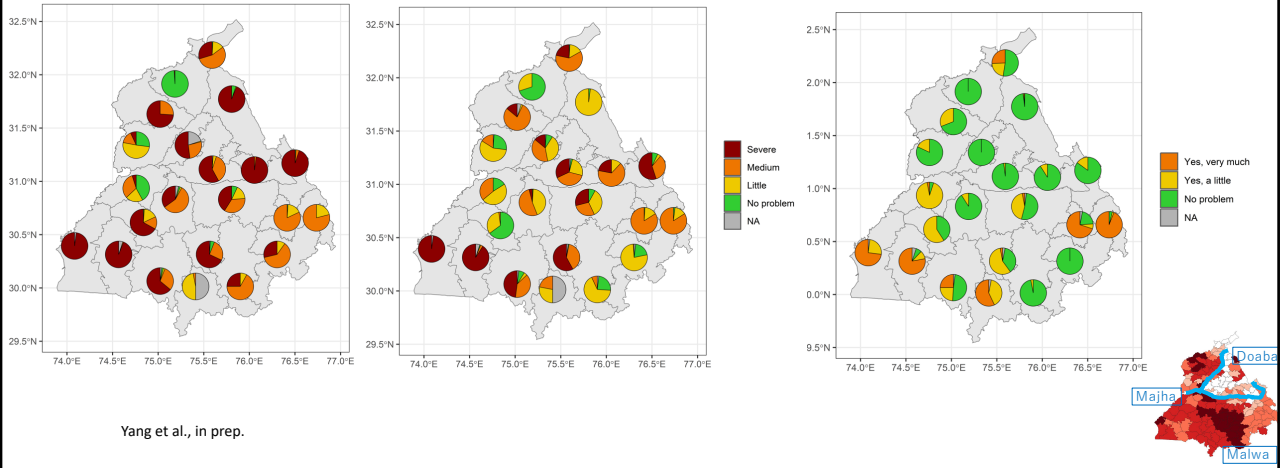 32.5°N
32.0°N
31.5°N
31.0°N
30.5°N
30.0°N
29.5°N
74.0°E 74.5°E 75.0°E 75.5°E 76.0°E 76.5°E 77.0°E
32.5°N
32.0°N
31.5°N
31.0°N
30.5°N
30.0°N
29.5°N
74.0°E 74.5°E 75.0°E 75.5°E 76.0°E 76.5°E 77.0°E
Severe
Medium
Little
No problem
NA
2.5°N
2.0°N
1.5°N
1.0°N
0.5°N
0.0°N
9.5°N
74.0°E 74.5°E 75.0°E 75.5°E 76.0°E 76.5°E 77.0°E
Yes, very much
Yes, a little
No problem
NA
Doaba
Majha
Malwa
Yang et al., in prep.